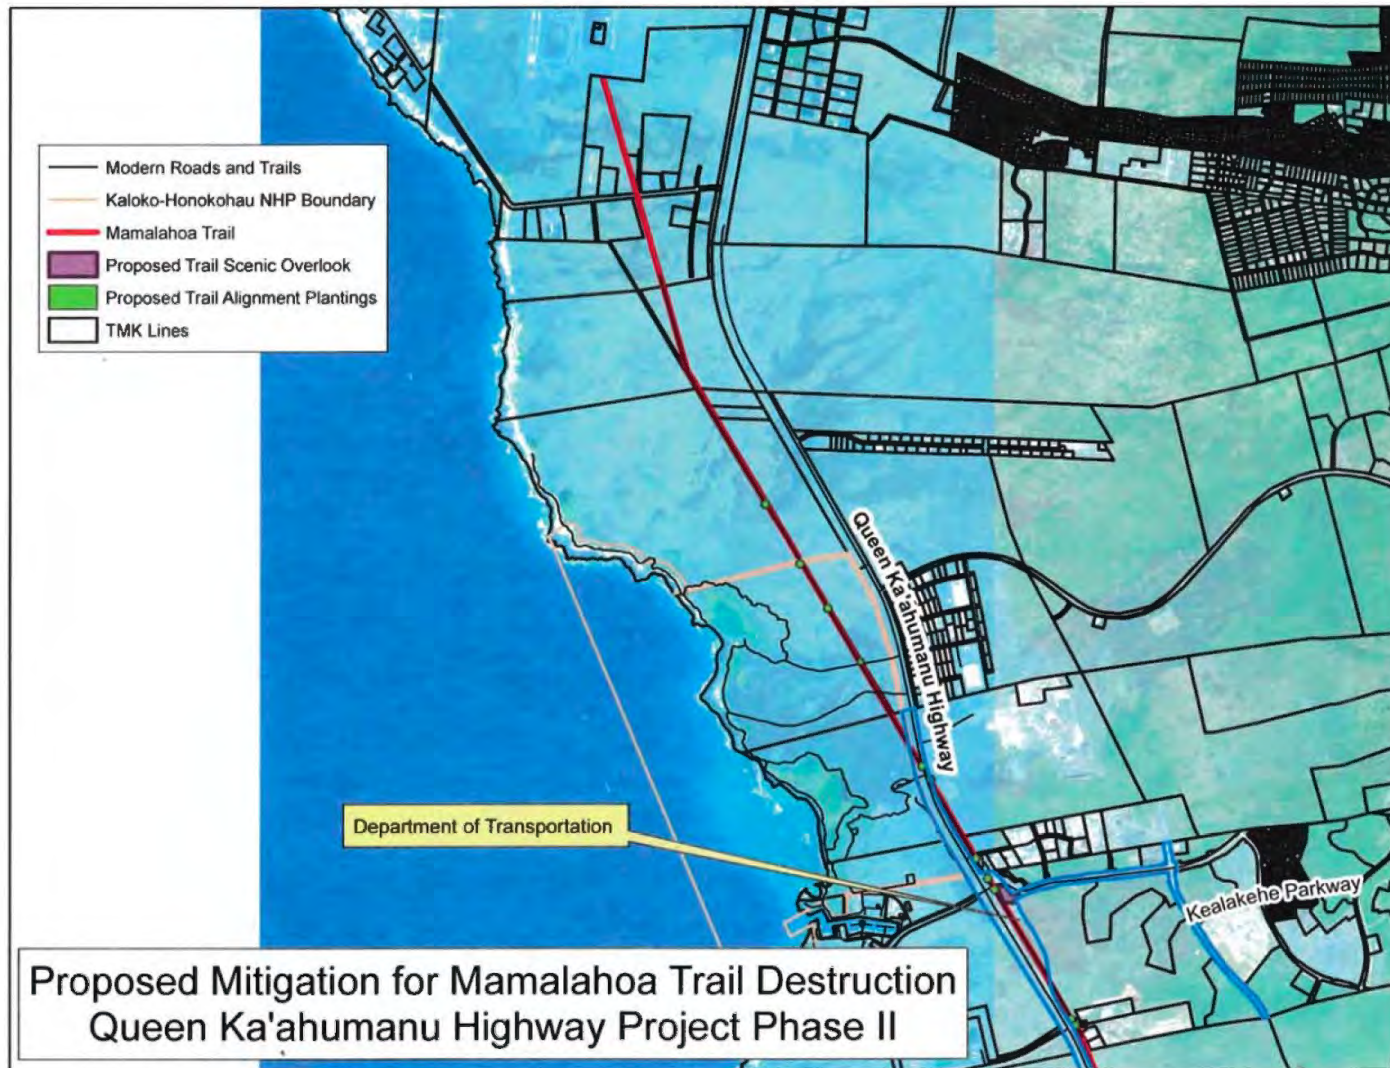 Modern Roads and Trails
Kaloko-Honokohau NHP Boundary
Mamalahoa Trail
Proposed Trail Scenic Overlook
Proposed Trail Alignment Plantings
TMK Lines
Queen Ka'ahumanu Highway
Department of Transportation
Kealakehe Parkway
Proposed Mitigation for Mamalahoa Trail Destruction
Queen Ka'ahumanu Highway Project Phase II